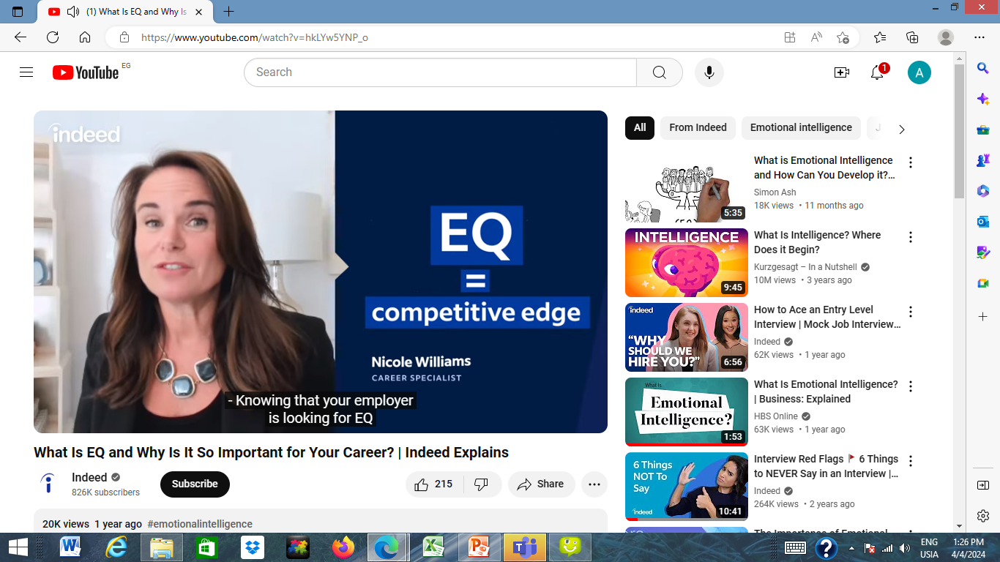 (1) What Is EQ and Why Is
https://www.youtube.com/watch?v=hkLYw5YNP_o
YouTube EG
Search
1
A
indeed
EQ
=
competitive edge
Nicole Williams
CAREER SPECIALIST
- Knowing that your employer
is looking for EQ
What Is EQ and Why Is It So Important for Your Career? | Indeed Explains
Indeed
826K subscribers
Subscribe
215
Share
20K views 1 year ago #emotionalintelligence
All
From Indeed
Emotional intelligence
(EQ)
5:35
What is Emotional Intelligence
and How Can You Develop it?...
Simon Ash
18K views • 11 months ago
INTELLIGENCE
9:45
What Is Intelligence? Where
Does it Begin?
Kurzgesagt – In a Nutshell
10M views • 3 years ago
indeed
"WHY
SHOULD WE
HIRE YOU?"
6:56
How to Ace an Entry Level
Interview | Mock Job Interview...
Indeed
62K views • 1 year ago
What Is
Emotional
Intelligence?
1:53
What Is Emotional Intelligence?
| Business: Explained
HBS Online
63K views • 1 year ago
6 Things
NOT To
Say
indeed
10:41
Interview Red Flags 6 Things
to NEVER Say in an Interview |...
Indeed
264K views • 2 years ago
The Importance of Emotional
ENG
USIA
1:26 PM
4/4/2024